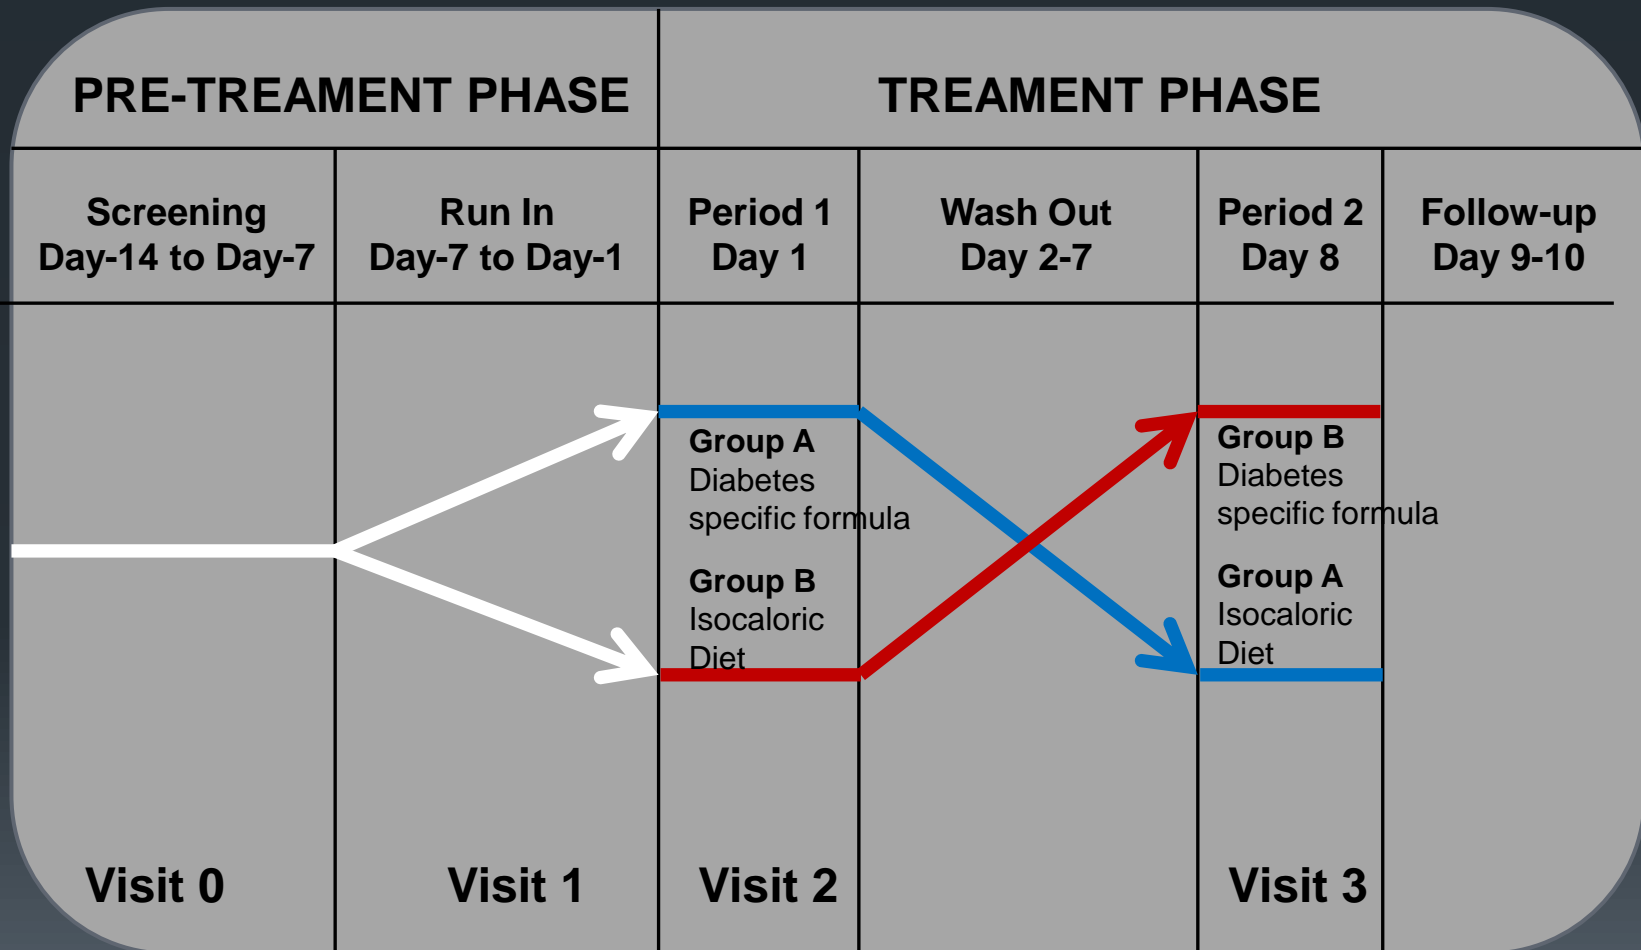 PRE-TREAMENT PHASE
TREAMENT PHASE
Screening
Day-14 to Day-7
Run In
Day-7 to Day-1
Period 1
Day 1
Wash Out
Day 2-7
Period 2
Day 8
Follow-up
Day 9-10
Group A
Diabetes
specific formula
Group B
Isocaloric
Diet
Group B
Diabetes
specific formula
Group A
Isocaloric
Diet
Visit 0
Visit 1
Visit 2
Visit 3